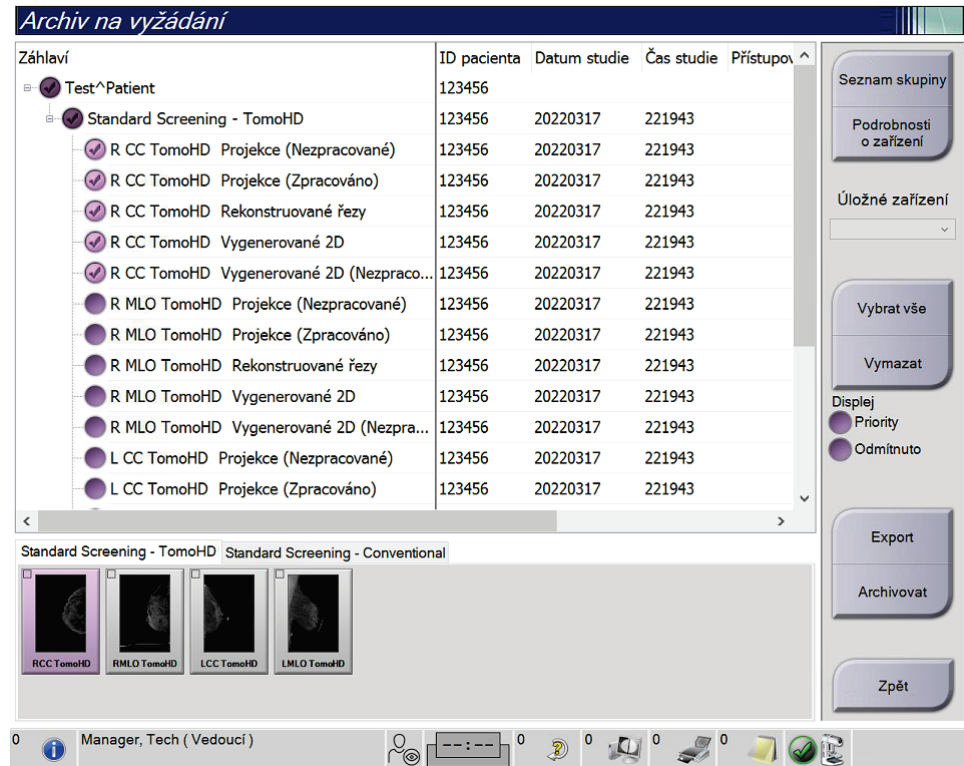 Archiv na vyžádání
Záhlaví ID pacienta Datum studie Čas studie Přístupov
Test^Patient 123456
Standard Screening - TomoHD 123456 20220317 221943
R CC TomoHD Projekce (Nezpracované) 123456 20220317 221943
R CC TomoHD Projekce (Zpracováno) 123456 20220317 221943
R CC TomoHD Rekonstruované řezy 123456 20220317 221943
R CC TomoHD Vygenerované 2D 123456 20220317 221943
R CC TomoHD Vygenerované 2D (Nezpraco... 123456 20220317 221943
R MLO TomoHD Projekce (Nezpracované) 123456 20220317 221943
R MLO TomoHD Projekce (Zpracováno) 123456 20220317 221943
R MLO TomoHD Rekonstruované řezy 123456 20220317 221943
R MLO TomoHD Vygenerované 2D 123456 20220317 221943
R MLO TomoHD Vygenerované 2D (Nezpra... 123456 20220317 221943
L CC TomoHD Projekce (Nezpracované) 123456 20220317 221943
L CC TomoHD Projekce (Zpracováno) 123456 20220317 221943
Standard Screening - TomoHD Standard Screening - Conventional
RCC TomoHD RMLO TomoHD LCC TomoHD LMLO TomoHD
Seznam skupiny
Podrobnosti
o zařízení
Úložné zařízení
Vybrat vše
Vymazat
Displej
Priority
Odmítnuto
Export
Archivovat
Zpět
0 Manager, Tech ( Vedoucí ) --:-- 0 0 0 0